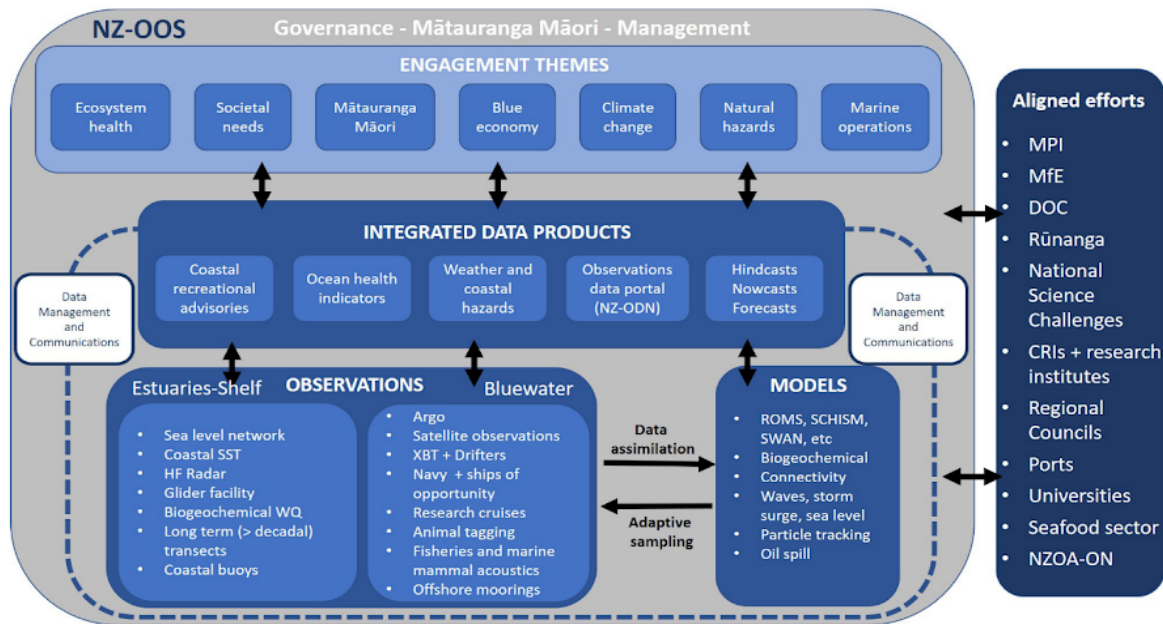 NZ-OOS
Governance - Mātauranga Māori - Management
ENGAGEMENT THEMES
Ecosystem
health
Societal
needs
Mātauranga
Māori
Blue
economy
Climate
change
Natural
hazards
Marine
operations
INTEGRATED DATA PRODUCTS
Coastal
recreational
advisories
Ocean health
indicators
Weather and
coastal
hazards
Observations
data portal
(NZ-ODN)
Hindcasts
Nowcasts
Forecasts
Data
Management
and
Communications
Data
Management
and
Communications
OBSERVATIONS
Estuaries-Shelf
• Sea level network
• Coastal SST
• HF Radar
• Glider facility
• Biogeochemical WQ
• Long term (> decadal)
transects
• Coastal buoys
Bluewater
• Argo
• Satellite observations
• XBT + Drifters
• Navy + ships of
opportunity
• Research cruises
• Animal tagging
• Fisheries and marine
mammal acoustics
• Offshore moorings
Data
assimilation
Adaptive
sampling
MODELS
• ROMS, SCHISM,
SWAN, etc
• Biogeochemical
• Connectivity
• Waves, storm
surge, sea level
• Particle tracking
• Oil spill
Aligned efforts
• MPI
• MfE
• DOC
• Rūnanga
• National
Science
Challenges
• CRIs + research
institutes
• Regional
Councils
• Ports
• Universities
• Seafood sector
• NZOA-ON